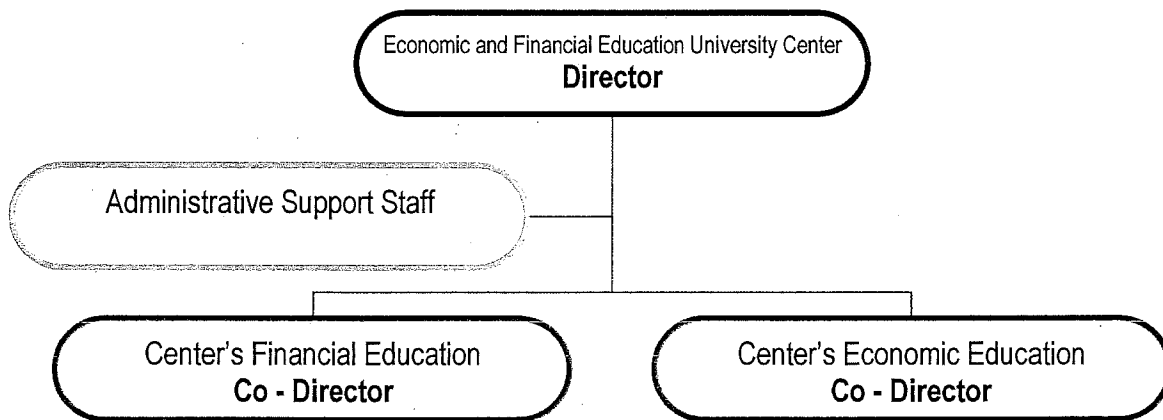 Economic and Financial Education University Center
Director
Administrative Support Staff
Center's Financial Education
Co - Director
Center's Economic Education
Co - Director